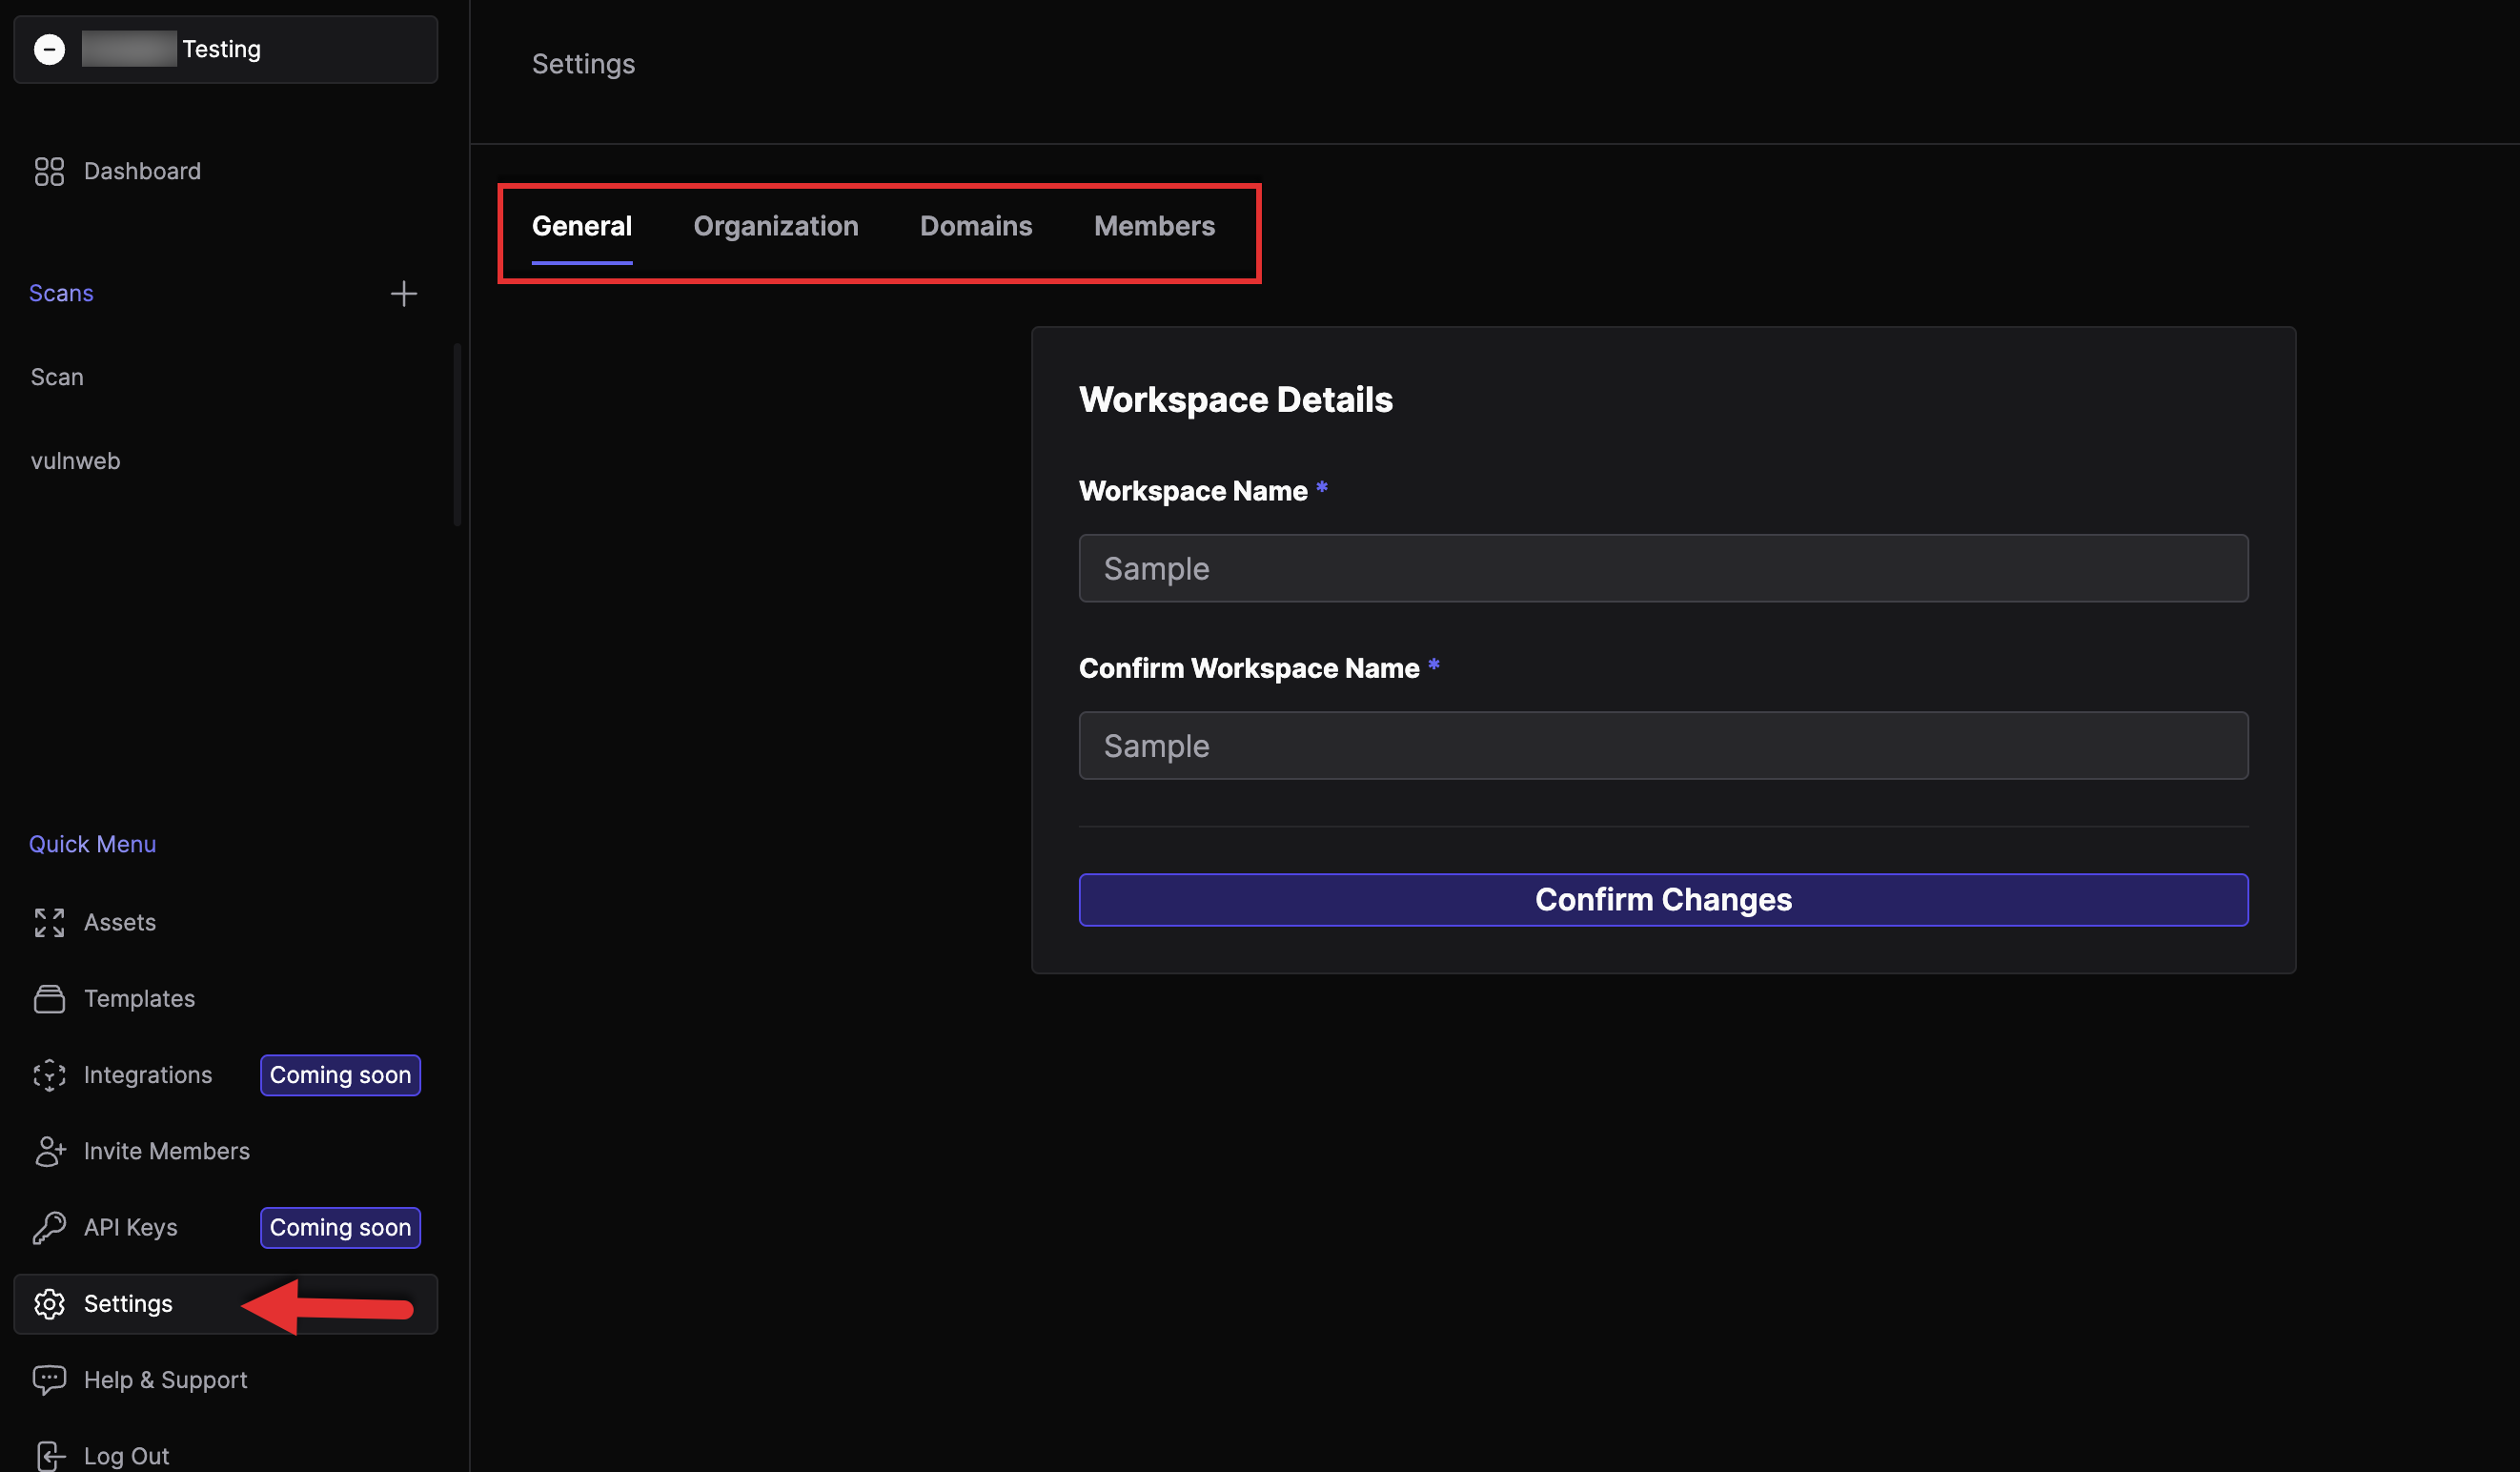 Testing
Dashboard
Scans
Scan
vulnweb
Quick Menu
Assets
Templates
Integrations Coming soon
Invite Members
API Keys Coming soon
Settings
Help & Support
Log Out
Settings
General Organization Domains Members
Workspace Details
Workspace Name *
Sample
Confirm Workspace Name *
Sample
Confirm Changes